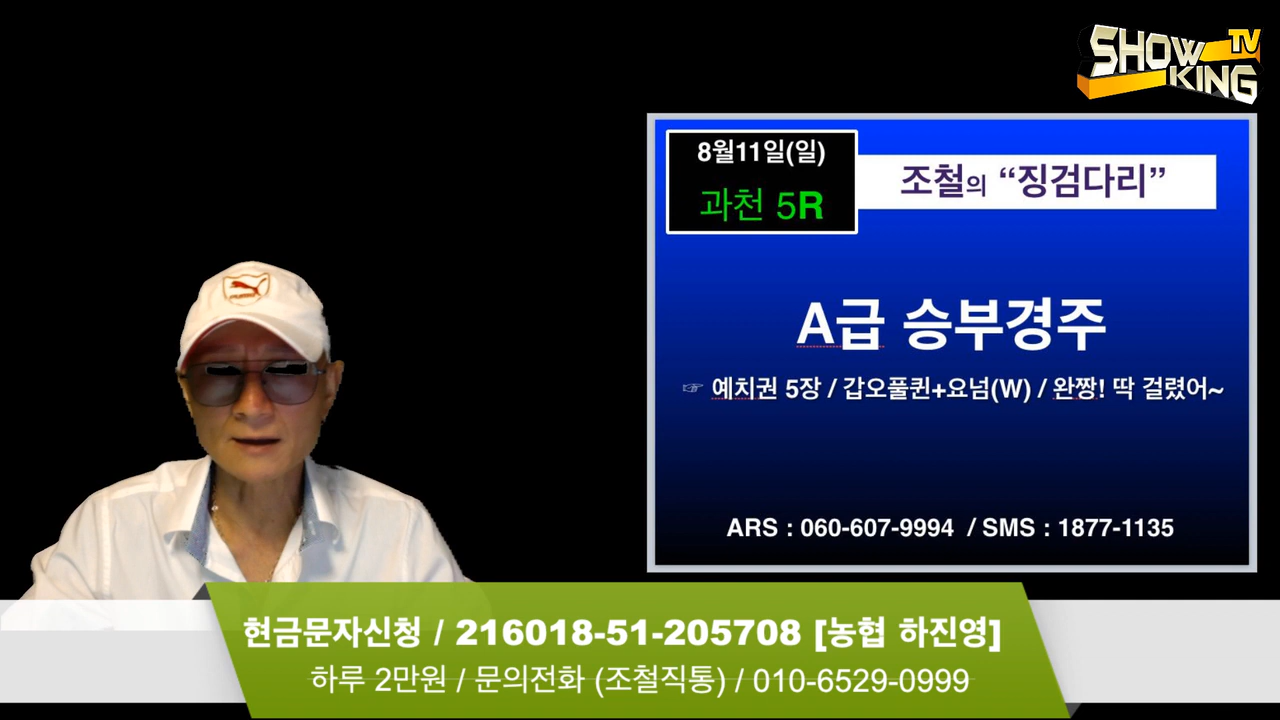 SHOW TV
KING
8월11일(일)
과천 5R
조철의 “징검다리”
A급 승부경주
☞ 예치권 5장 / 갑오풀퀸+요넘(W) / 완짱! 딱 걸렸어~
ARS : 060-607-9994 / SMS : 1877-1135
현금문자신청 / 216018-51-205708 [농협 하진영]
하루 2만원 / 문의전화 (조철직통) / 010-6529-0999